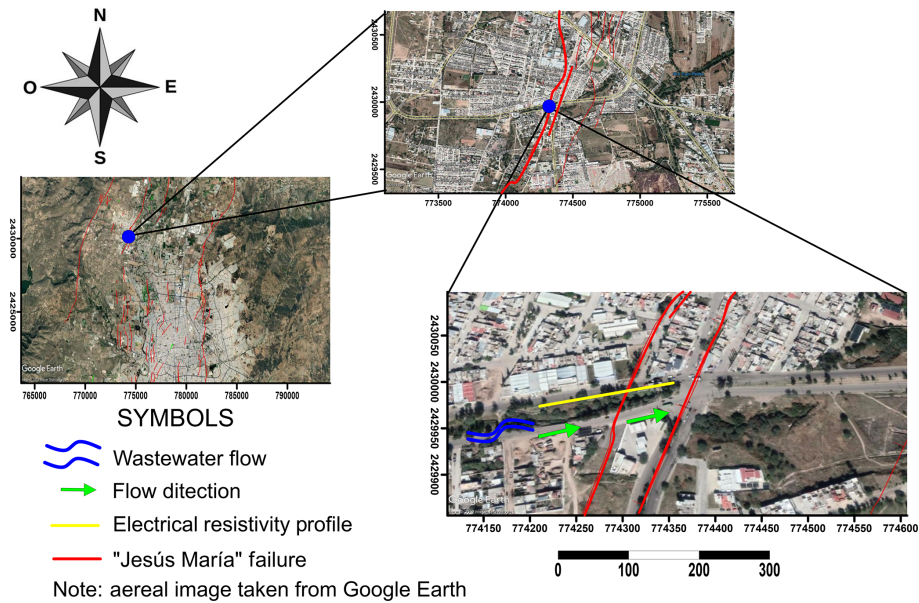 N
O
E
S
2430500
2430000
2429500
Google Earth
773500 774000 774500 775000 775500
2430000
2425000
Google Earth
765000 770000 775000 780000 785000 790000
2430050
2430000
2429950
2429900
Google Earth
774150 774200 774250 774300 774350 774400 774450 774500 774550 774600
SYMBOLS
Wastewater flow
Flow ditection
Electrical resistivity profile
"Jesús María" failure
Note: aereal image taken from Google Earth
0 100 200 300